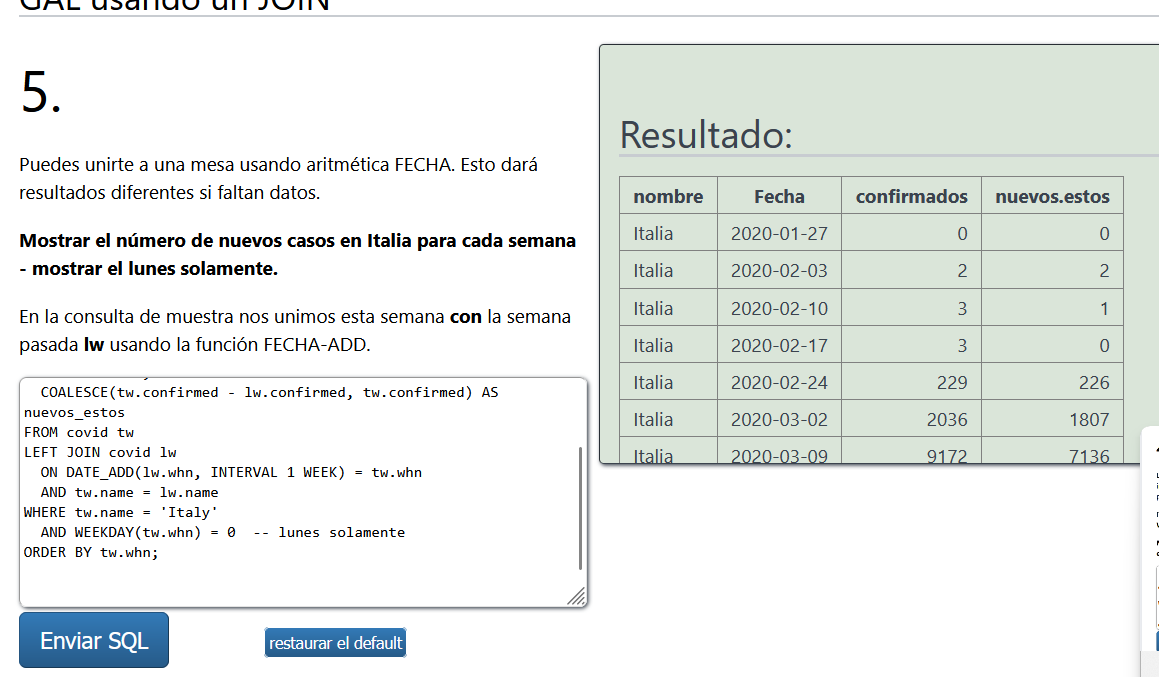 GAL usando un JOIN
5.
Puedes unirte a una mesa usando aritmética FECHA. Esto dará
resultados diferentes si faltan datos.
Mostrar el número de nuevos casos en Italia para cada semana
- mostrar el lunes solamente.
En la consulta de muestra nos unimos esta semana con la semana
pasada lw usando la función FECHA-ADD.
COALESCE(tw.confirmed - lw.confirmed, tw.confirmed) AS
nuevos_estos
FROM covid tw
LEFT JOIN covid lw
ON DATE_ADD(lw.whn, INTERVAL 1 WEEK) = tw.whn
AND tw.name = lw.name
WHERE tw.name = 'Italy'
AND WEEKDAY(tw.whn) = 0 -- lunes solamente
ORDER BY tw.whn;
Enviar SQL
restaurar el default
Resultado:
nombre Fecha confirmados nuevos.estos
Italia 2020-01-27 0 0
Italia 2020-02-03 2 2
Italia 2020-02-10 3 1
Italia 2020-02-17 3 0
Italia 2020-02-24 229 226
Italia 2020-03-02 2036 1807
Italia 2020-03-09 9172 7136